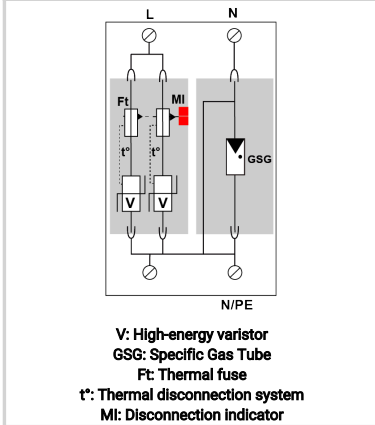 L N
Ft MI
t° t°
GSG
V V
N/PE
V: High-energy varistor
GSG: Specific Gas Tube
Ft: Thermal fuse
t°: Thermal disconnection system
MI: Disconnection indicator